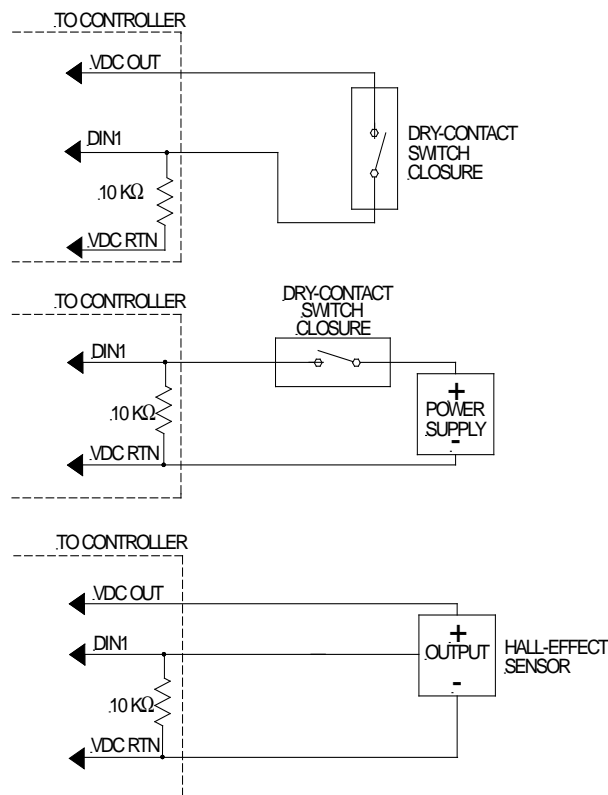 .TO CONTROLLER
.VDC OUT
.DIN1
.10 KΩ
.VDC RTN
DRY-CONTACT
SWITCH
CLOSURE
.TO CONTROLLER
.DIN1
.10 KΩ
.VDC RTN
DRY-CONTACT
SWITCH
CLOSURE
+
POWER
SUPPLY
-
.TO CONTROLLER
.VDC OUT
.DIN1
.10 KΩ
.VDC RTN
+
OUTPUT
-
HALL-EFFECT
SENSOR